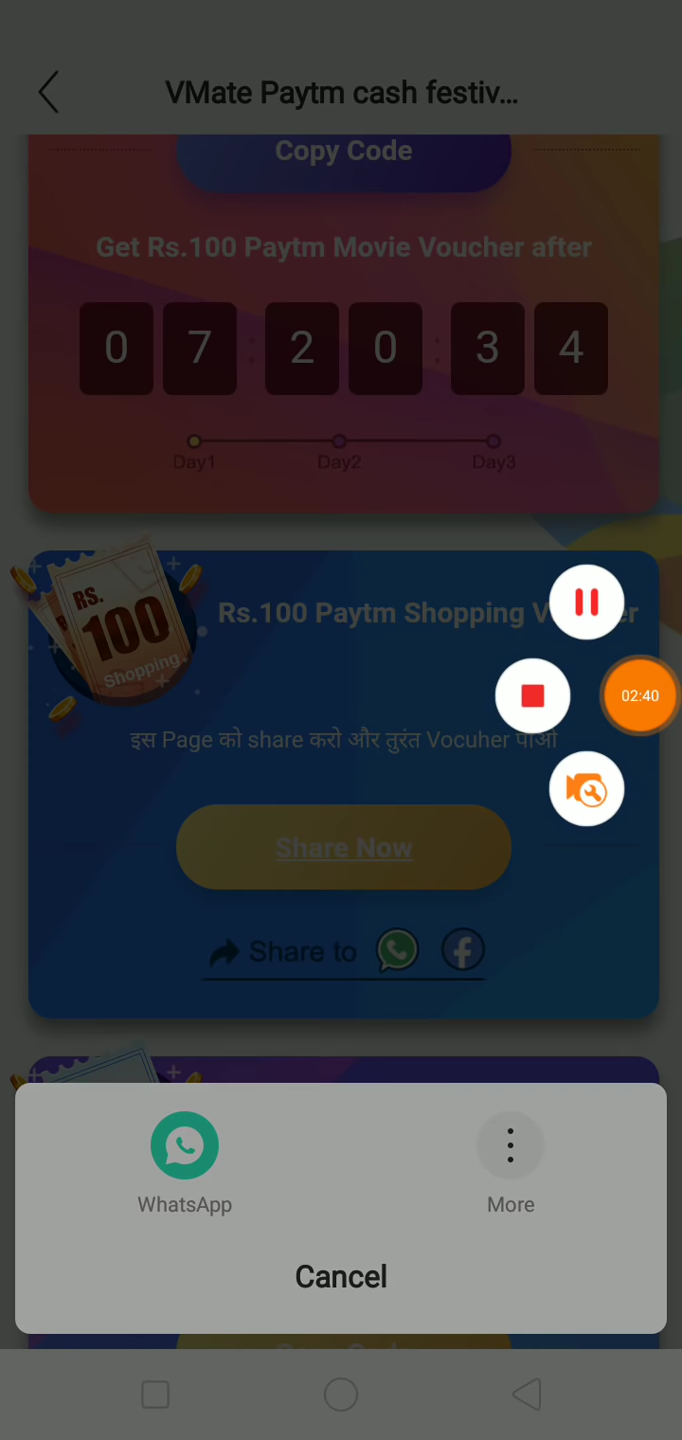 VMate Paytm cash festiv...
Copy Code
Get Rs.100 Paytm Movie Voucher after
0 7 : 2 0 : 3 4
Day1 Day2 Day3
RS.
100
Shopping
Rs.100 Paytm Shopping
02:40
इस Page को share करो और तुरंत Vocuher पाओ
Share Now
Share to
WhatsApp
More
Cancel